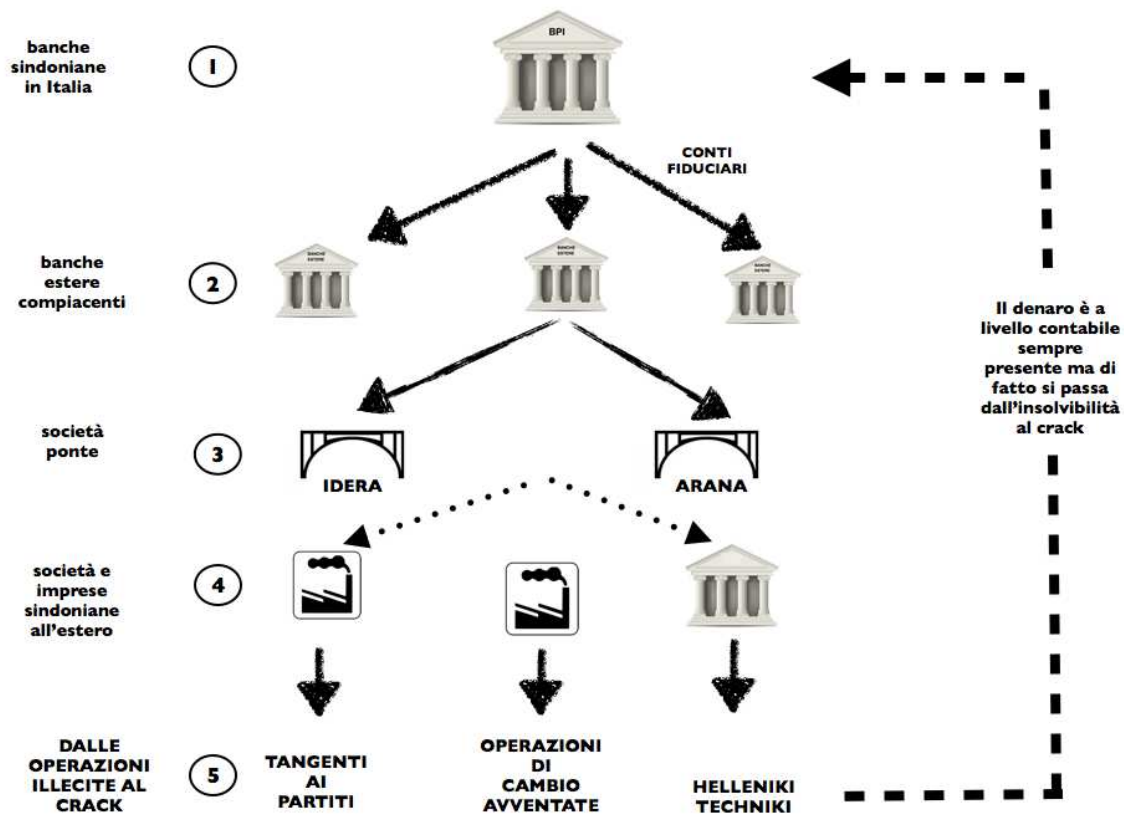 BPI
banche
sindoniane
in Italia
1
CONTI
FIDUCIARI
banche
estere
compiacenti
2
BANCHE
ESTERE
BANCHE
ESTERE
BANCHE
ESTERE
Il denaro è a
livello contabile
sempre
presente ma di
fatto si passa
dall'insolvibilità
al crack
società
ponte
3
IDERA
ARANA
società e
imprese
sindoniane
all'estero
4
DALLE
OPERAZIONI
ILLECITE AL
CRACK
5
TANGENTI
AI
PARTITI
OPERAZIONI
DI
CAMBIO
AVVENTATE
HELLENIKI
TECHNIKI